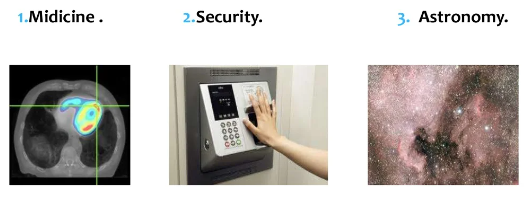 1.Midicine .
2.Security.
3. Astronomy.